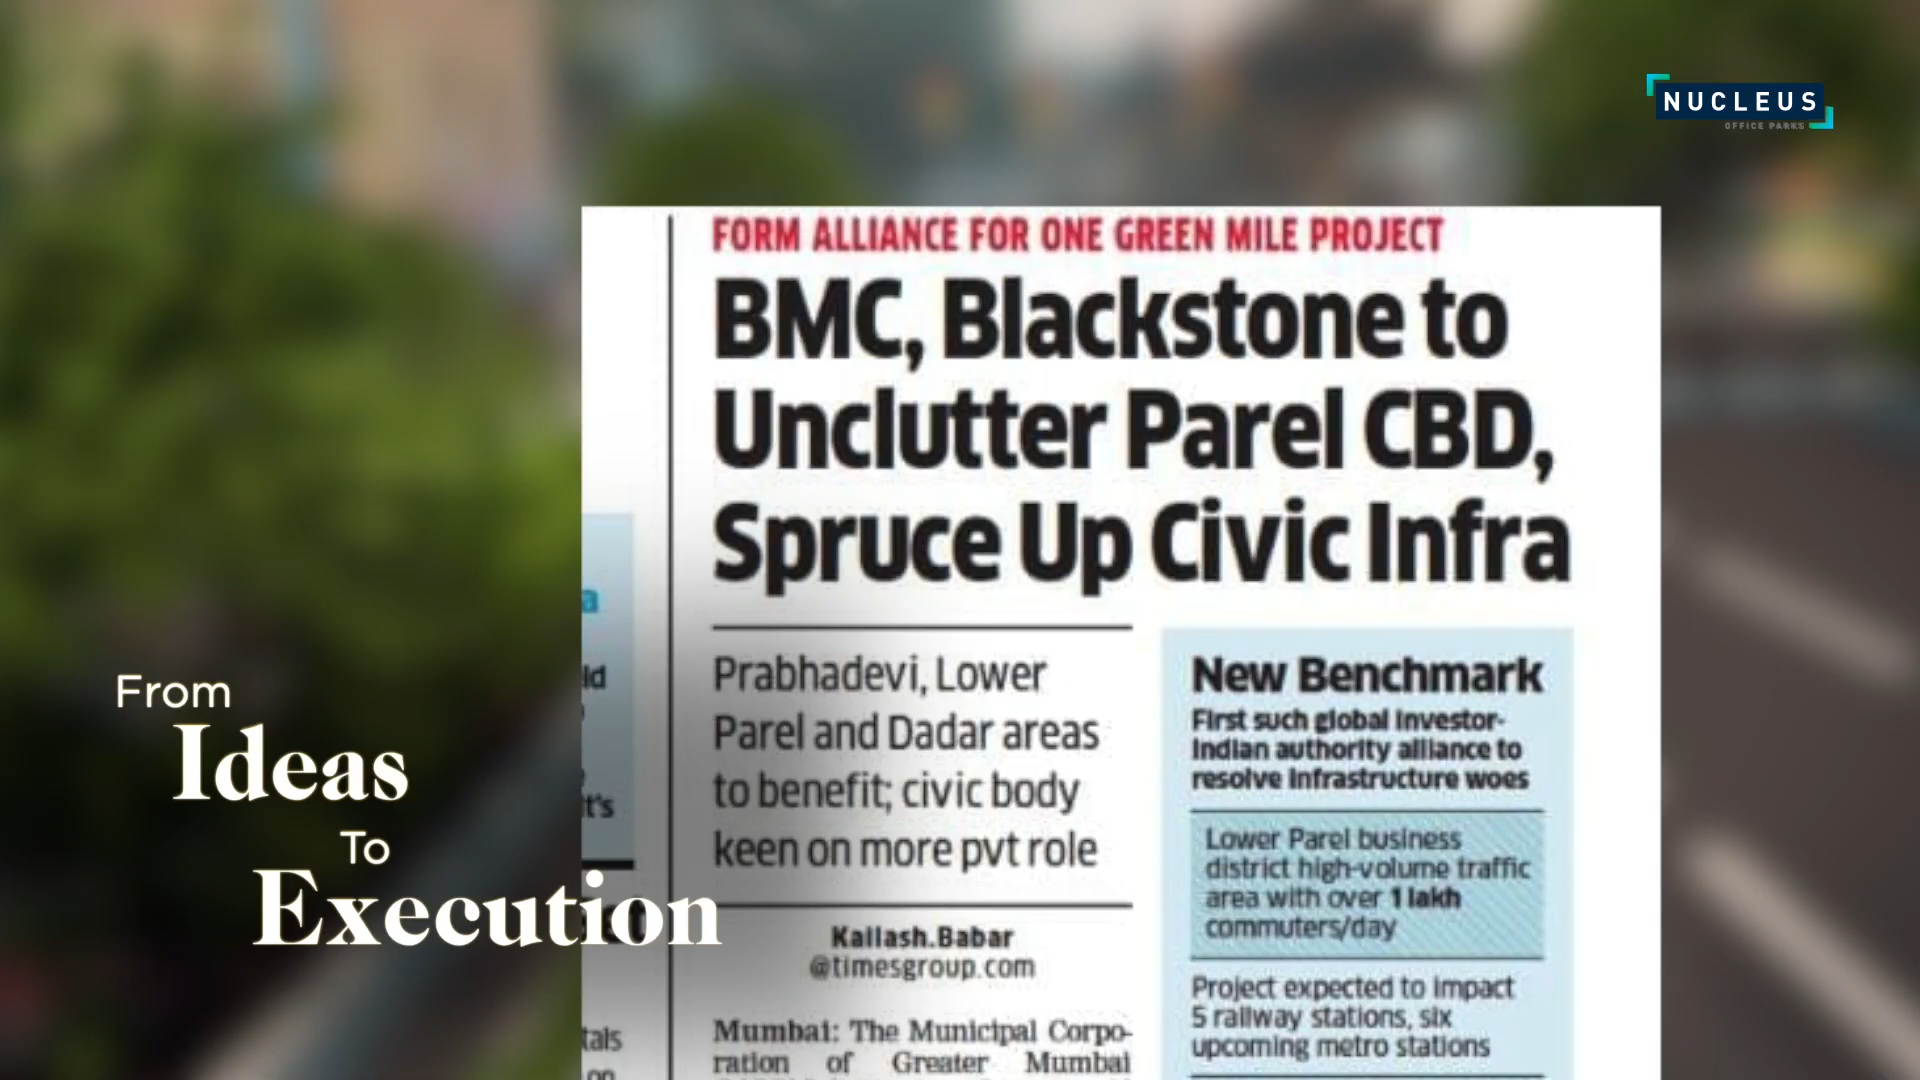 NUCLEUS
OFFICE PARKS
FORM ALLIANCE FOR ONE GREEN MILE PROJECT
BMC, Blackstone to
Unclutter Parel CBD,
Spruce Up Civic Infra
Prabhadevi, Lower
Parel and Dadar areas
to benefit; civic body
keen on more pvt role
Kailash.Babar
@timesgroup.com
Mumbai: The Municipal Corpo-
ration of Greater Mumbai
New Benchmark
First such global investor-
Indian authority alliance to
resolve infrastructure woes
Lower Parel business
district high-volume traffic
area with over 1 lakh
commuters/day
Project expected to impact
5 railway stations, six
upcoming metro stations
From
Ideas
To
Execution